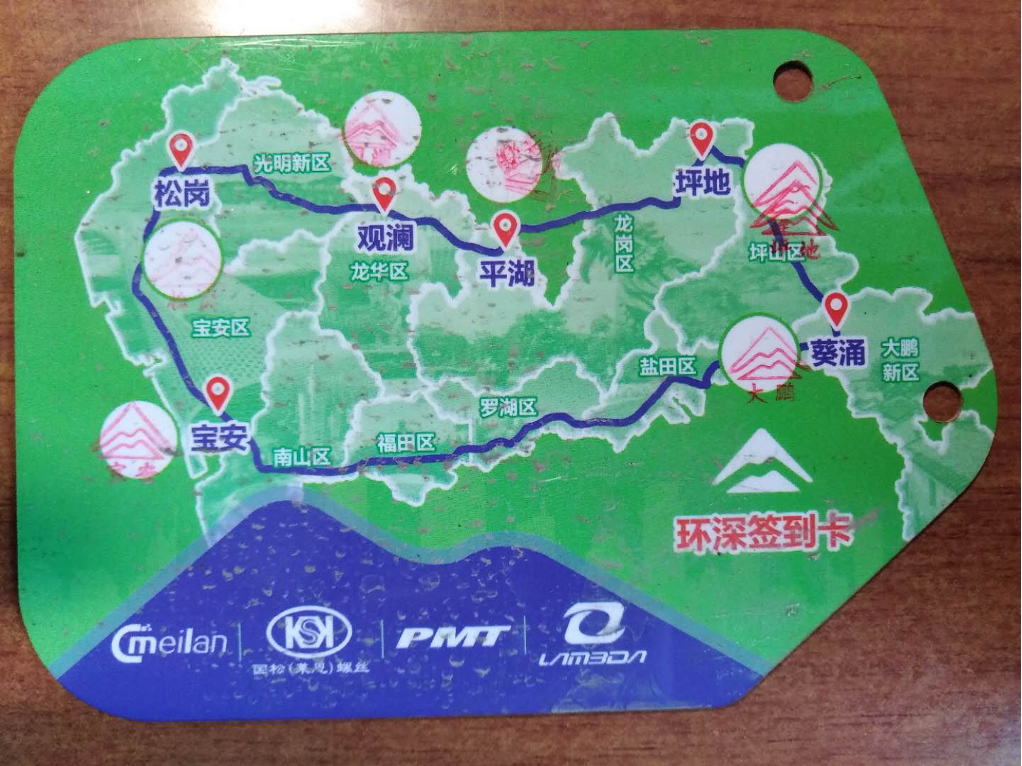 光明新区
松岗
坪地
观澜
龙岗区
坪山区
龙华区
平湖
宝安区
葵涌
大鹏
新区
盐田区
大鹏
罗湖区
宝安
福田区
南山区
环深签到卡
Cmeilan
KSK
PMT
LAMBDA
国松(莱恩)螺丝